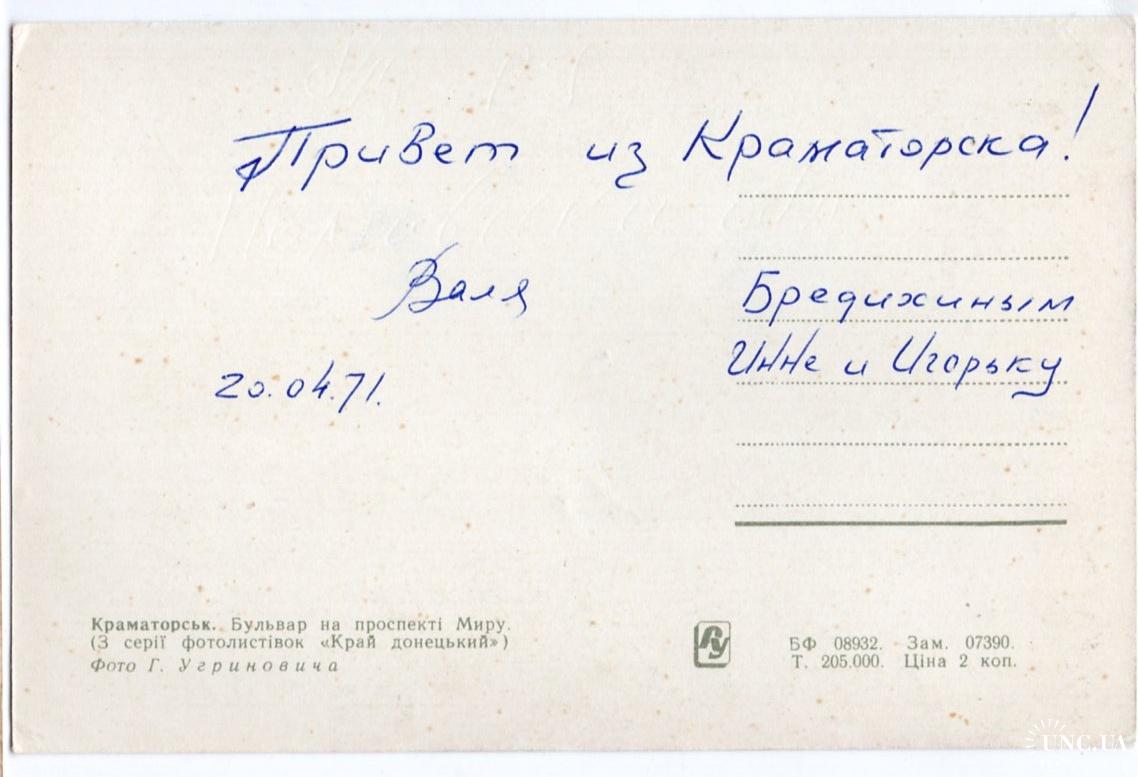 Привет из Краматорска!
Валя
20.04.71.
Бредихиным
Инне и Игорьку
Краматорськ. Бульвар на проспекті Миру.
(З серії фотолистівок «Край донецький»)
Фото Г. Угриновича
РУ
БФ 08932. Зам. 07390.
Т. 205.000. Ціна 2 коп.
UNC.UA